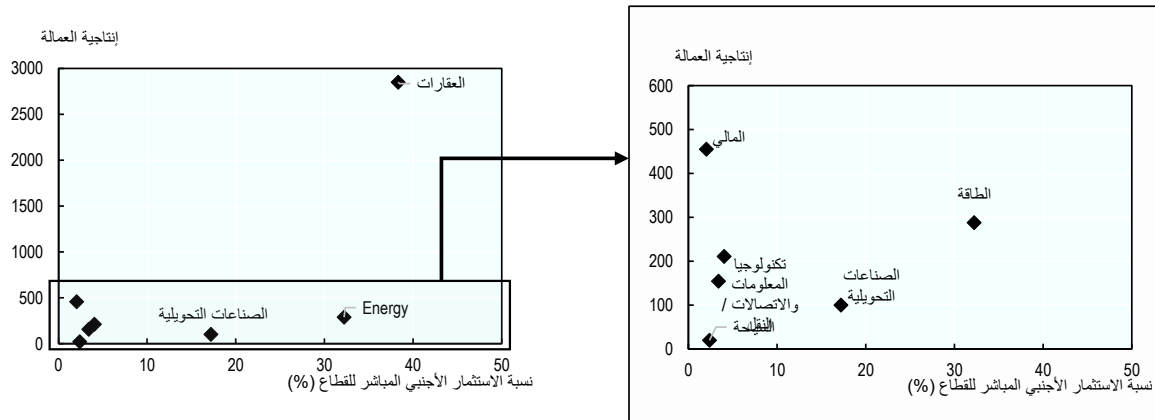 إنتاجية العمالة
3000
2500
2000
1500
1000
500
0
العقارات
الصناعات التحويلية
Energy
0 10 20 30 40 50
نسبة الاستثمار الأجنبي المباشر للقطاع (%)
إنتاجية العمالة
600
500
400
300
200
100
0
المالي
الطاقة
تكنولوجيا
المعلومات
والاتصالات /
النقل
السياحة
الصناعات
التحويلية
0 10 20 30 40 50
نسبة الاستثمار الأجنبي المباشر للقطاع (%)